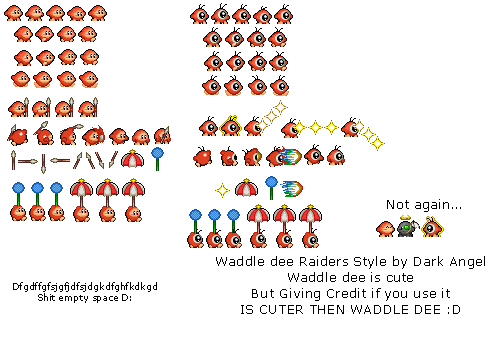 Not again...
Waddle dee Raiders Style by Dark Angel
Waddle dee is cute
But Giving Credit if you use it
IS CUTER THEN WADDLE DEE :D
Dfgdffgfsjgfjdfsjdgkdfghfkdkgd
Shit empty space D: